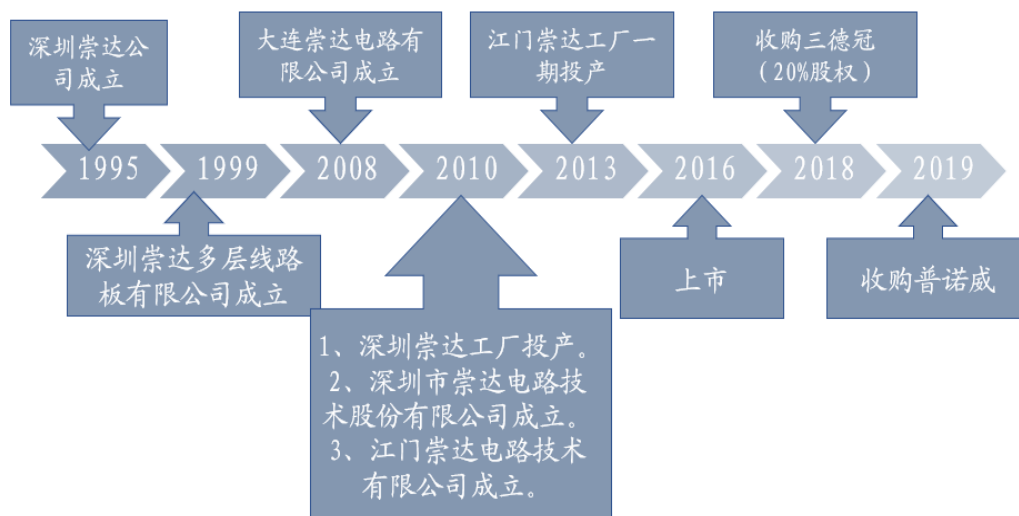 深圳崇达公
司成立
大连崇达电路有
限公司成立
江门崇达工厂一
期投产
收购三德冠
（20%股权）
1995
1999
2008
2010
2013
2016
2018
2019
深圳崇达多层线路
板有限公司成立
1、深圳崇达工厂投产。
2、深圳市崇达电路技
术股份有限公司成立。
3、江门崇达电路技术
有限公司成立。
上市
收购普诺威